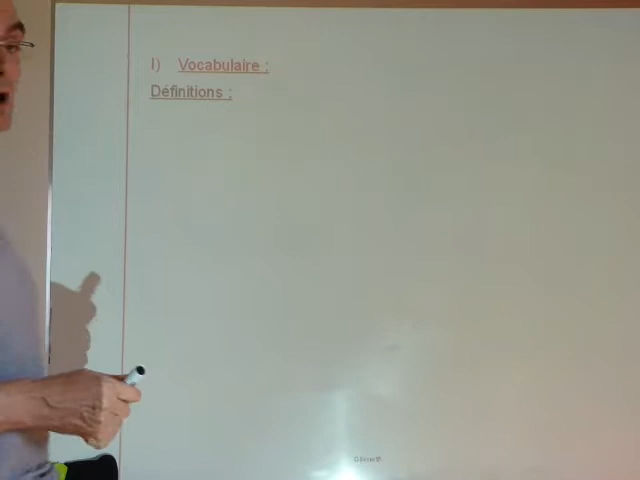 I) Vocabulaire :
Définitions :